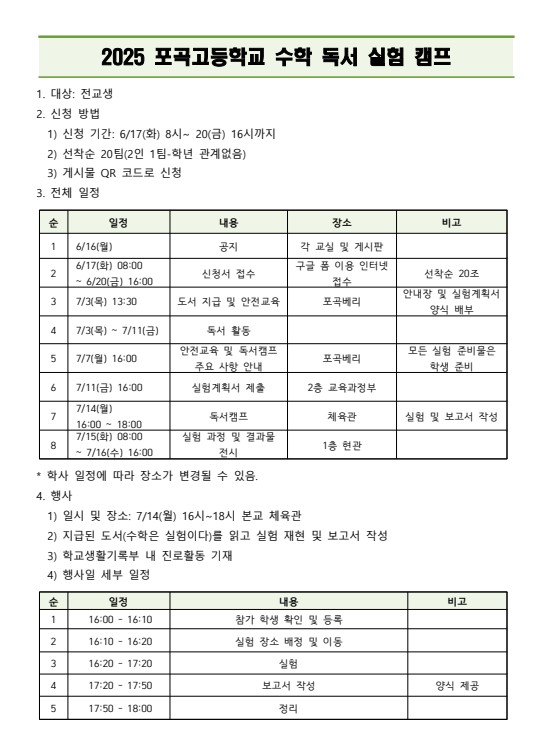 2025 포곡고등학교 수학 독서 실험 캠프
1. 대상: 전교생
2. 신청 방법
1) 신청 기간: 6/17(화) 8시~ 20(금) 16시까지
2) 선착순 20팀(2인 1팀-학년 관계없음)
3) 게시물 QR 코드로 신청
3. 전체 일정
순 일정 내용 장소 비고
1 6/16(월) 공지 각 교실 및 게시판
2 6/17(화) 08:00 ~ 6/20(금) 16:00 신청서 접수 구글 폼 이용 인터넷 접수 선착순 20조
3 7/3(목) 13:30 도서 지급 및 안전교육 포곡베리 안내장 및 실험계획서 양식 배부
4 7/3(목) ~ 7/11(금) 독서 활동
5 7/7(월) 16:00 안전교육 및 독서캠프 주요 사항 안내 포곡베리 모든 실험 준비물은 학생 준비
6 7/11(금) 16:00 실험계획서 제출 2층 교육과정부
7 7/14(월) 16:00 ~ 18:00 독서캠프 체육관 실험 및 보고서 작성
8 7/15(화) 08:00 ~ 7/16(수) 16:00 실험 과정 및 결과물 전시 1층 현관
* 학사 일정에 따라 장소가 변경될 수 있음.
4. 행사
1) 일시 및 장소: 7/14(월) 16시~18시 본교 체육관
2) 지급된 도서(수학은 실험이다)를 읽고 실험 재현 및 보고서 작성
3) 학교생활기록부 내 진로활동 기재
4) 행사일 세부 일정
순 일정 내용 비고
1 16:00 - 16:10 참가 학생 확인 및 등록
2 16:10 - 16:20 실험 장소 배정 및 이동
3 16:20 - 17:20 실험
4 17:20 - 17:50 보고서 작성 양식 제공
5 17:50 - 18:00 정리